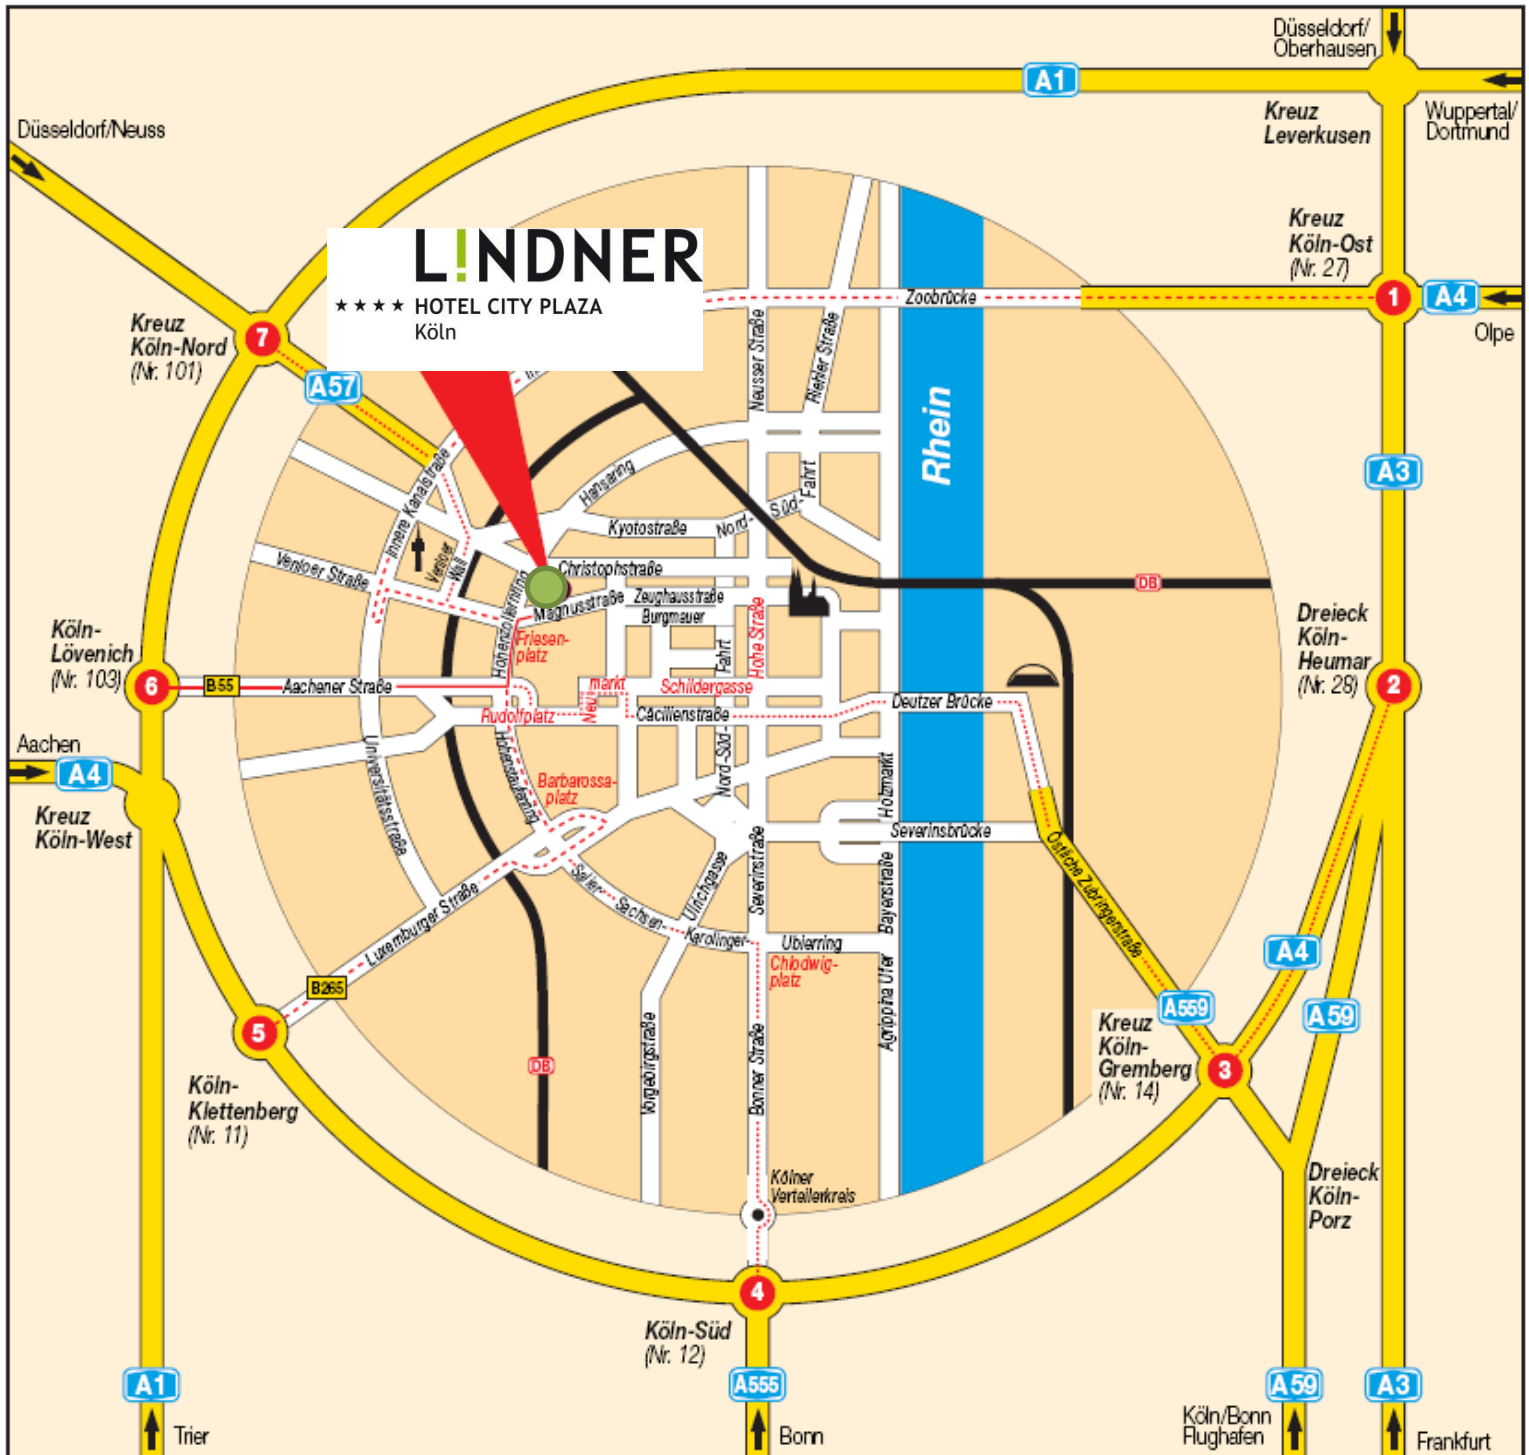 Düsseldorf/
Oberhausen
A1
Düsseldorf/Neuss
Kreuz
Leverkusen
Wuppertal/
Dortmund
Kreuz
Köln-Ost
(Nr. 27)
L!NDNER
★★★★ HOTEL CITY PLAZA
Köln
Zoobrücke
1
A4
Olpe
Kreuz
Köln-Nord
(Nr. 101)
7
A57
Neusser Straße
Riehler Straße
Rhein
A3
Innere Kanalstraße
Hansaring
Kyotostraße
Nord-
Süd-
Fahrt
Venloer Straße
Venloer
Wall
Christophstraße
Hohenzollernring
Magnusstraße
Zeughausstraße
Burgmauer
Hohe Straße
DB
Friesen-
platz
Fahrt
Dreieck
Köln-
Heumar
(Nr. 28)
2
Köln-
Lövenich
(Nr. 103)
6
B55
Aachener Straße
Neu
markt
Schildergasse
Rudolfplatz
Cäcilienstraße
Deutzer Brücke
Aachen
A4
Kreuz
Köln-West
Universitätsstraße
Hohenstaufenring
Barbarossa-
platz
Nord-Süd-
Holzmarkt
Severinsbrücke
Östliche Zubringerstraße
Luxemburger Straße
Salier-
Sachsen-
Ulrichgasse
Karolinger-
Severinstraße
Ubierring
Bayenstraße
Chlodwig-
platz
Agrippina Ufer
B265
5
Köln-
Klettenberg
(Nr. 11)
DB
Vorgebirgstraße
Bonner Straße
A4
A59
A559
Kreuz
Köln-
Gremberg
(Nr. 14)
3
Kölner
Verteilerkreis
Dreieck
Köln-
Porz
4
Köln-Süd
(Nr. 12)
A1
Trier
A555
Bonn
A59
Köln/Bonn
Flughafen
A3
Frankfurt